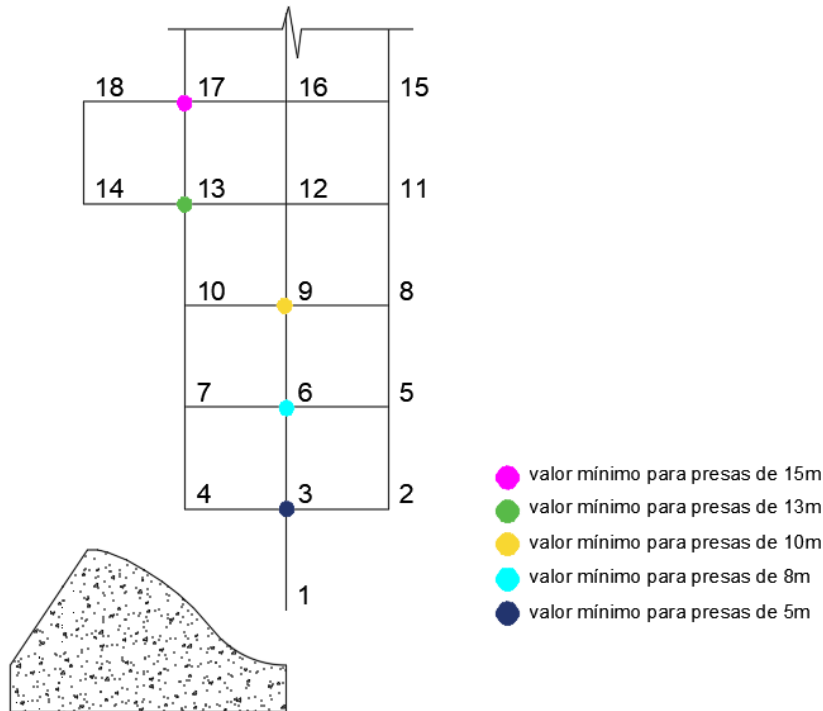 18 17 16 15
14 13 12 11
10 9 8
7 6 5
4 3 2
1
valor mínimo para presas de 15m
valor mínimo para presas de 13m
valor mínimo para presas de 10m
valor mínimo para presas de 8m
valor mínimo para presas de 5m